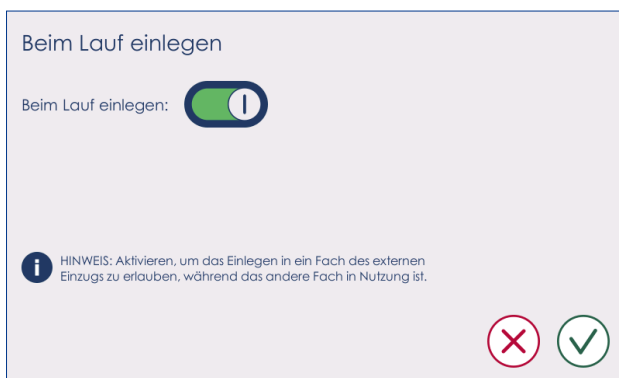 Beim Lauf einlegen
Beim Lauf einlegen:
HINWEIS: Aktivieren, um das Einlegen in ein Fach des externen
Einzugs zu erlauben, während das andere Fach in Nutzung ist.